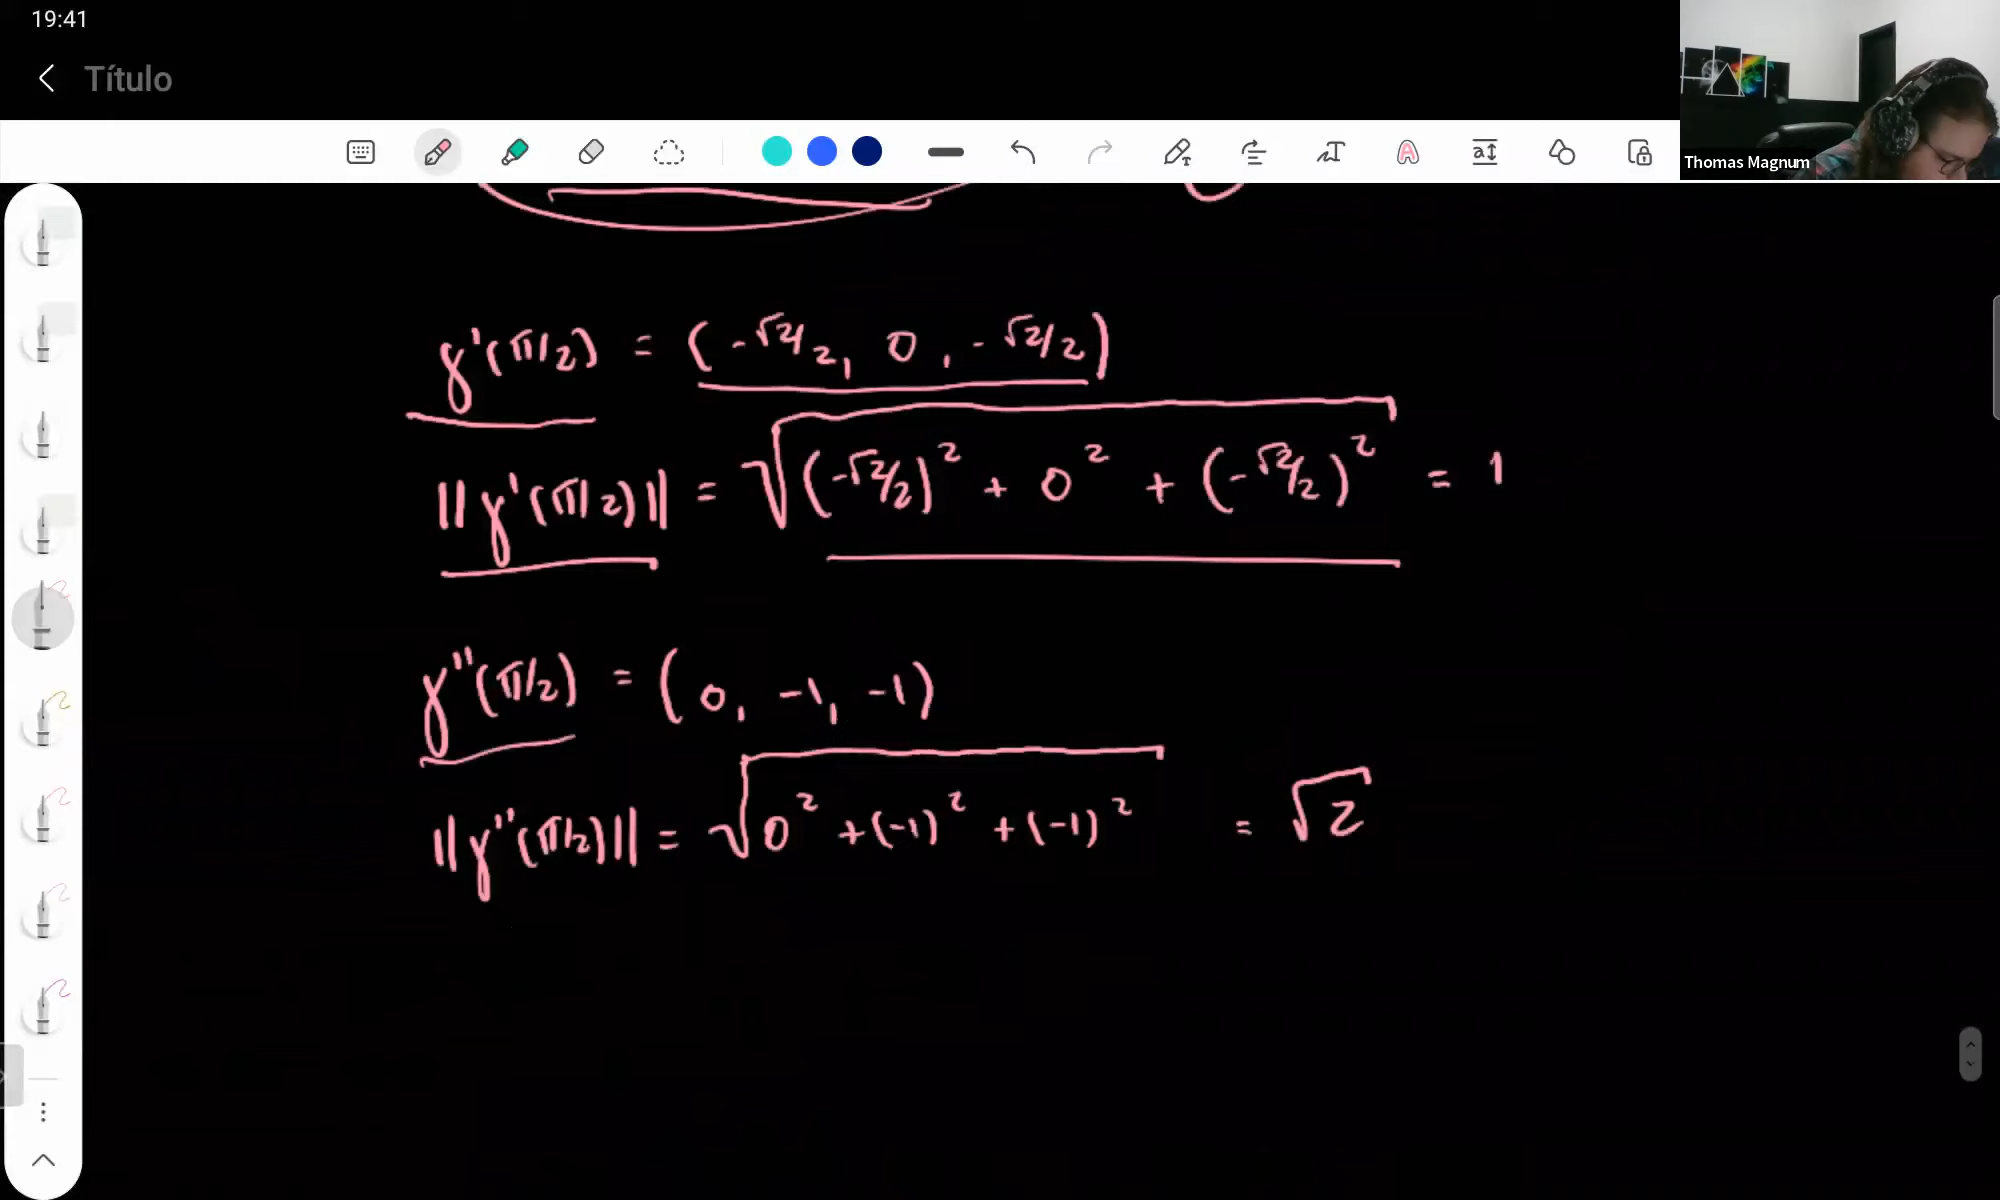 19:41
Título
Thomas Magnum
γ'(π/2) = (-√2/2, 0, -√2/2)
||γ'(π/2)|| = √((-√2/2)² + 0² + (-√2/2)²) = 1
γ''(π/2) = (0, -1, -1)
||γ''(π/2)|| = √(0² + (-1)² + (-1)²) = √2